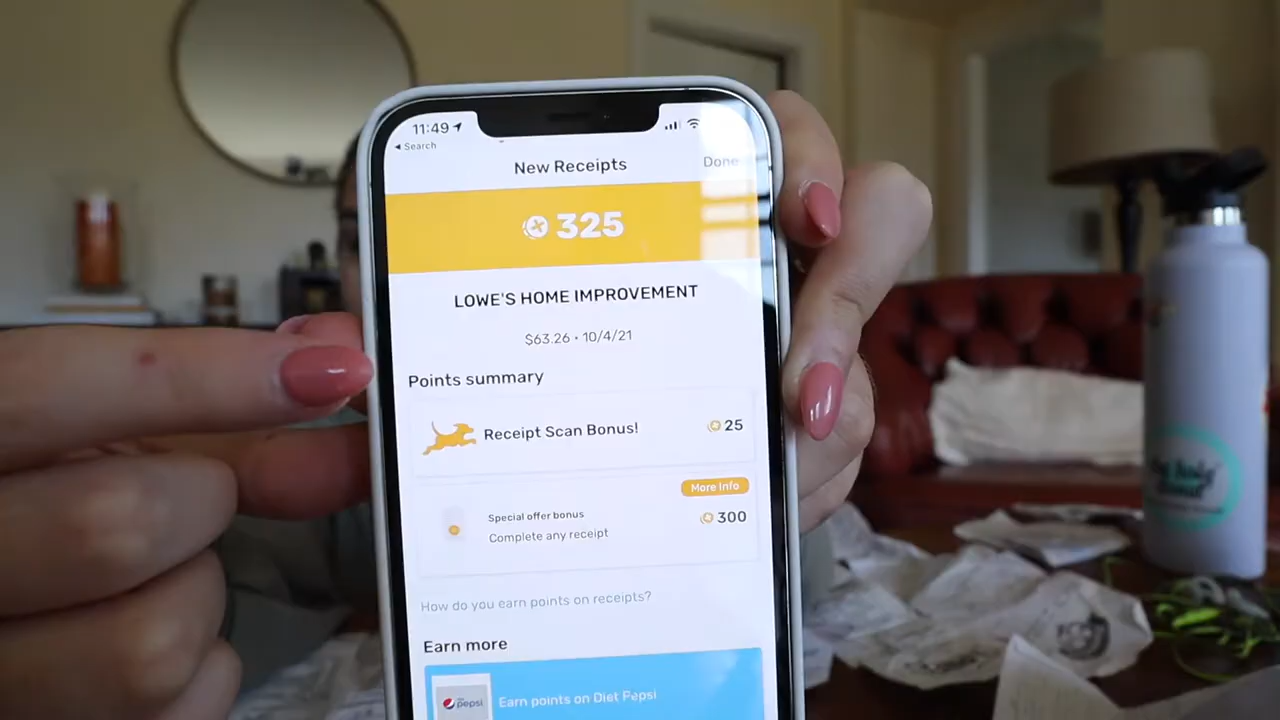 11:49
Search
New Receipts
Done
325
LOWE'S HOME IMPROVEMENT
$63.26 • 10/4/21
Points summary
Receipt Scan Bonus!
25
More Info
Special offer bonus
300
Complete any receipt
How do you earn points on receipts?
Earn more
Earn points on Diet Pepsi
pepsi